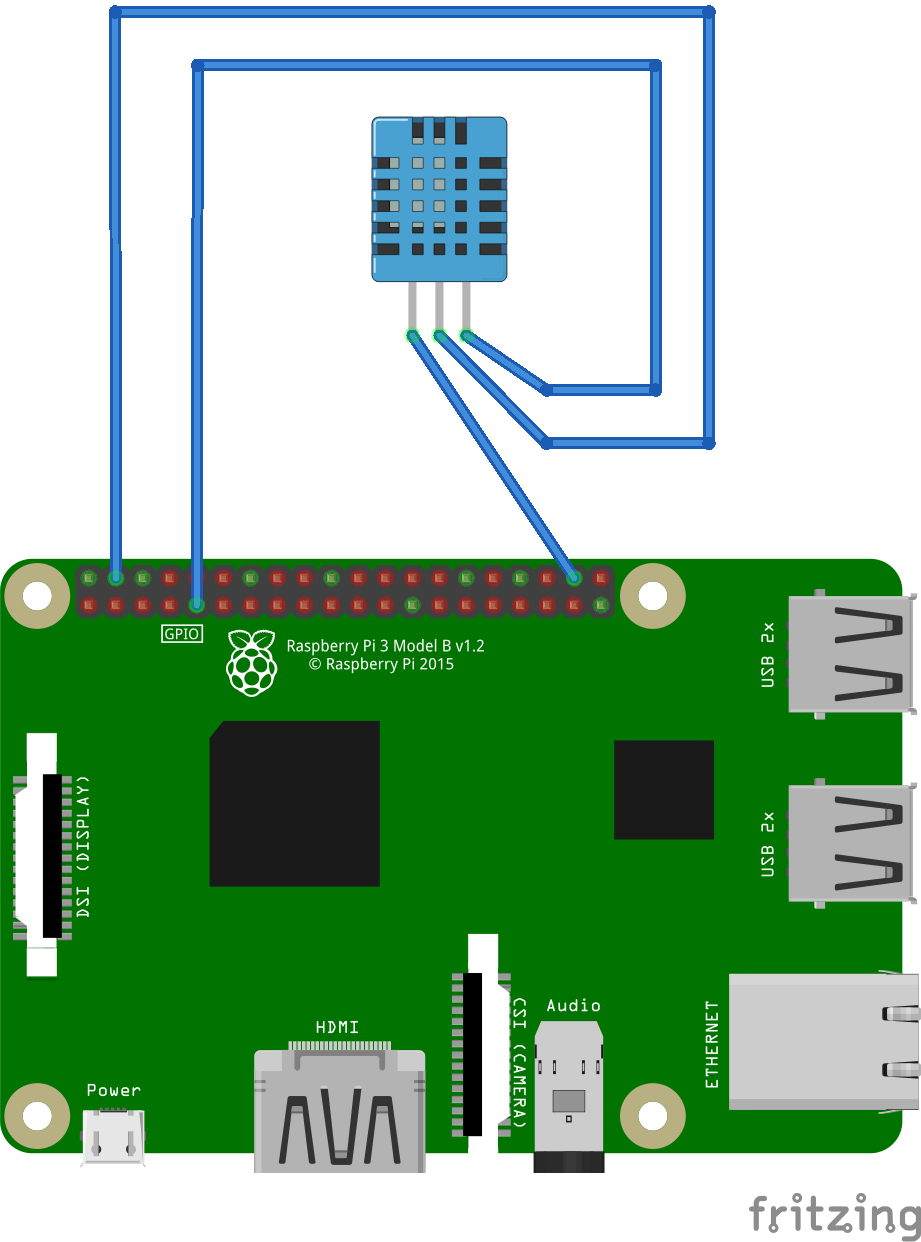 GPIO
Raspberry Pi 3 Model B v1.2
© Raspberry Pi 2015
USB 2x
DSI (DISPLAY)
USB 2x
CSI (CAMERA)
Audio
HDMI
ETHERNET
Power
fritzing